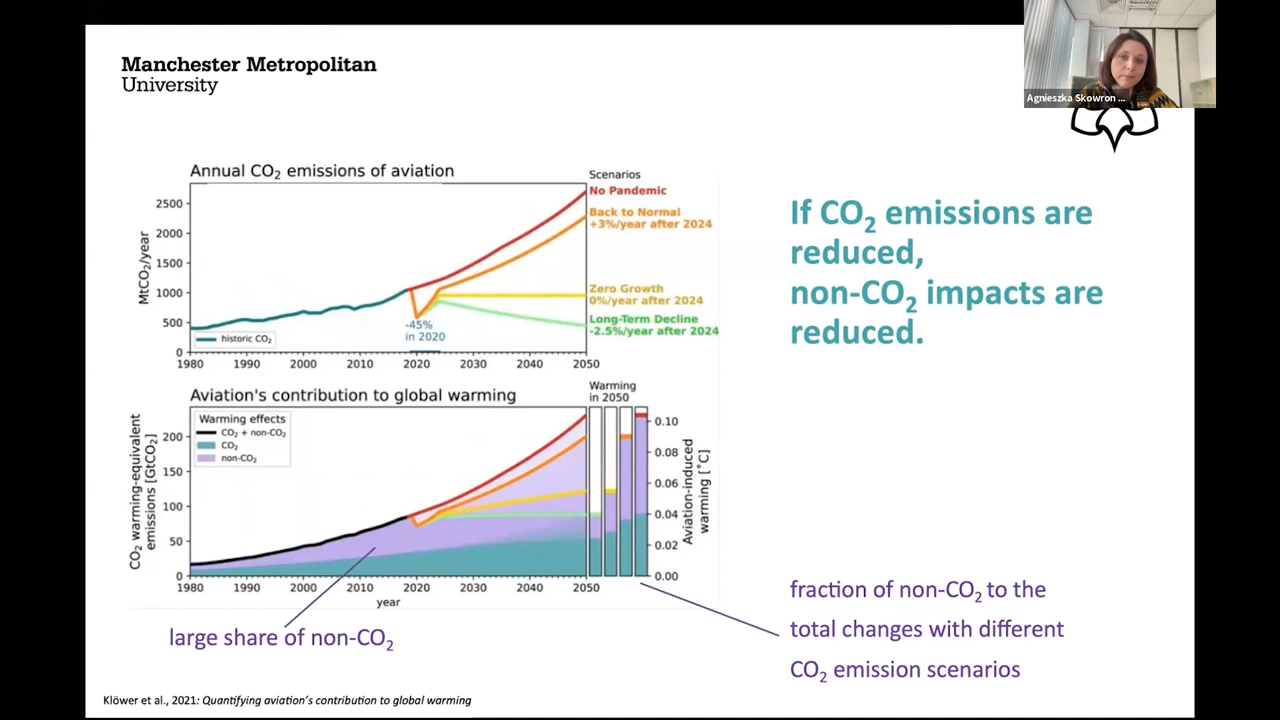 Manchester Metropolitan
University
Agnieszka Skowron ...
Annual CO₂ emissions of aviation
Scenarios
No Pandemic
Back to Normal
+3%/year after 2024
Zero Growth
0%/year after 2024
Long-Term Decline
-2.5%/year after 2024
MtCO₂/year
2500
2000
1500
1000
500
0
-45%
in 2020
historic CO₂
1980 1990 2000 2010 2020 2030 2040 2050
If CO₂ emissions are
reduced,
non-CO₂ impacts are
reduced.
Aviation's contribution to global warming
Warming
in 2050
CO₂ warming-equivalent
emissions [GtCO₂]
200
150
100
50
0
Warming effects
CO₂ + non-CO₂
CO₂
non-CO₂
0.10
0.08
0.06
0.04
0.02
0.00
Aviation-induced
warming [˚C]
1980 1990 2000 2010 2020 2030 2040 2050
year
large share of non-CO₂
fraction of non-CO₂ to the
total changes with different
CO₂ emission scenarios
Klöwer et al., 2021: Quantifying aviation's contribution to global warming